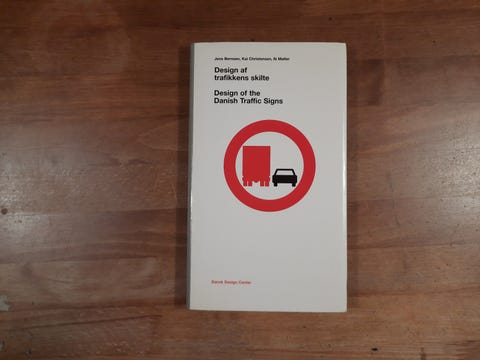 Jens Bernsen, Kai Christensen, Ib Møller
Design af
trafikkens skilte
Design of the
Danish Traffic Signs
Dansk Design Center